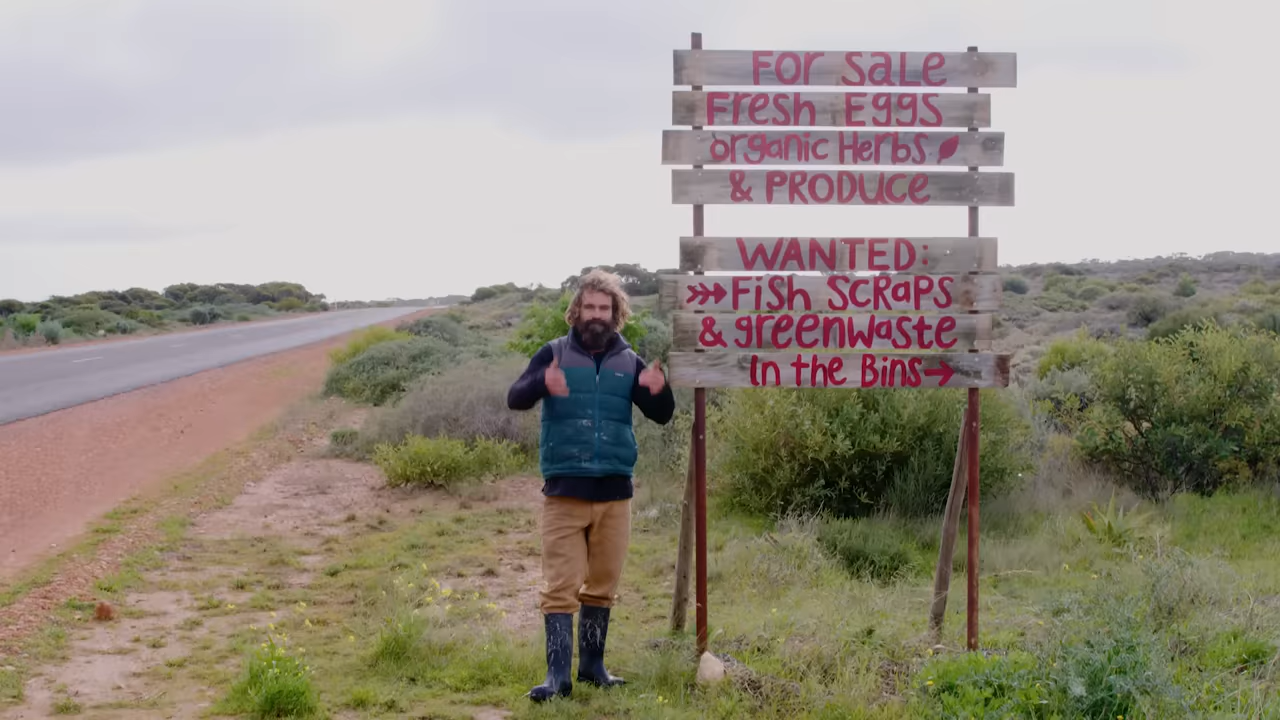 FOR SALE
FResh EGGS
organic Herbs
& PRODUCE
WANTED:
FiSH SCRAPS
& greenwaste
In the Bins